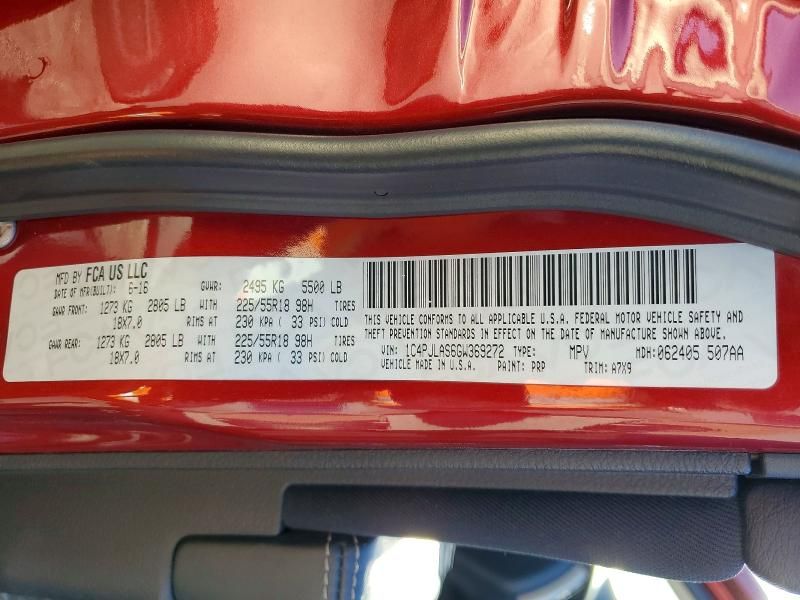 MFD BY FCA US LLC
DATE OF MFR(BUILT): 6-16 GVWR: 2495 KG 5500 LB
GAWR FRONT: 1273 KG 2805 LB WITH 225/55R18 98H TIRES
18X7.0 RIMS AT 230 KPA ( 33 PSI) COLD
GAWR REAR: 1273 KG 2805 LB WITH 225/55R18 98H TIRES
18X7.0 RIMS AT 230 KPA ( 33 PSI) COLD
THIS VEHICLE CONFORMS TO ALL APPLICABLE U.S.A. FEDERAL MOTOR VEHICLE SAFETY AND
THEFT PREVENTION STANDARDS IN EFFECT ON THE DATE OF MANUFACTURE SHOWN ABOVE.
VIN: 1C4PJLAS6GW369272 TYPE: MPV MDH: 062405 507AA
VEHICLE MADE IN U.S.A. PAINT: PRP TRIM: A7X9